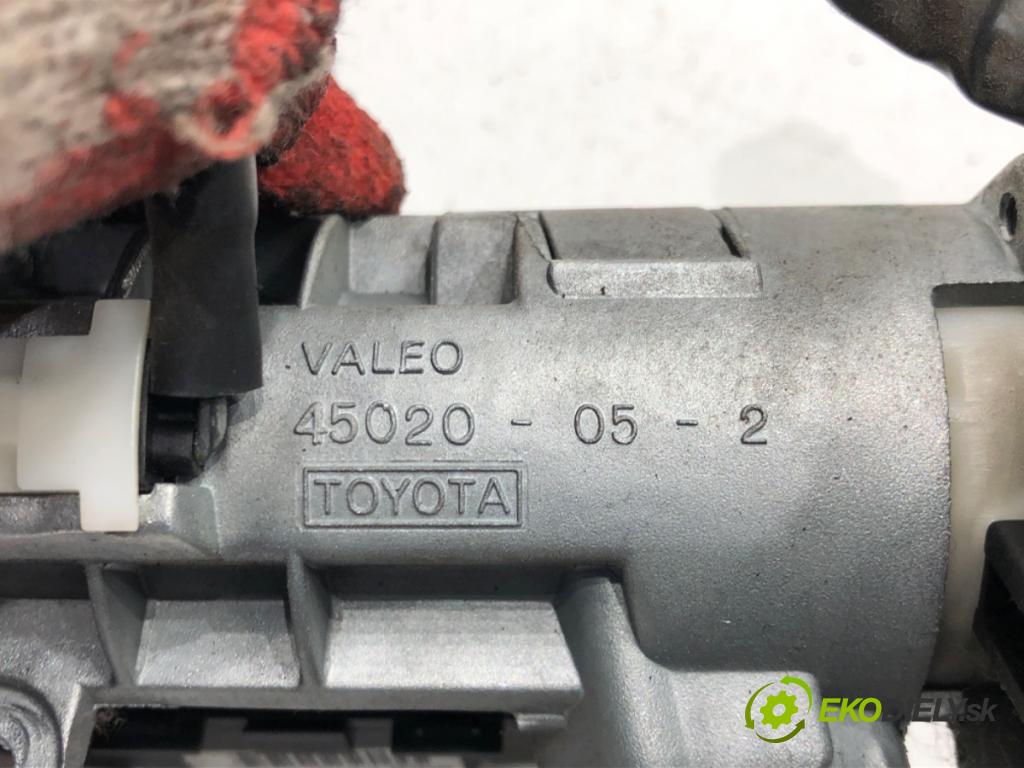 VALEO
45020 - 05 - 2
TOYOTA
EKODIELY.sk